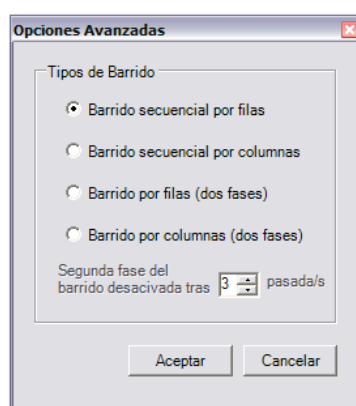 Opciones Avanzadas
Tipos de Barrido
Barrido secuencial por filas
Barrido secuencial por columnas
Barrido por filas (dos fases)
Barrido por columnas (dos fases)
Segunda fase del
barrido desacivada tras 3 pasada/s
Aceptar Cancelar